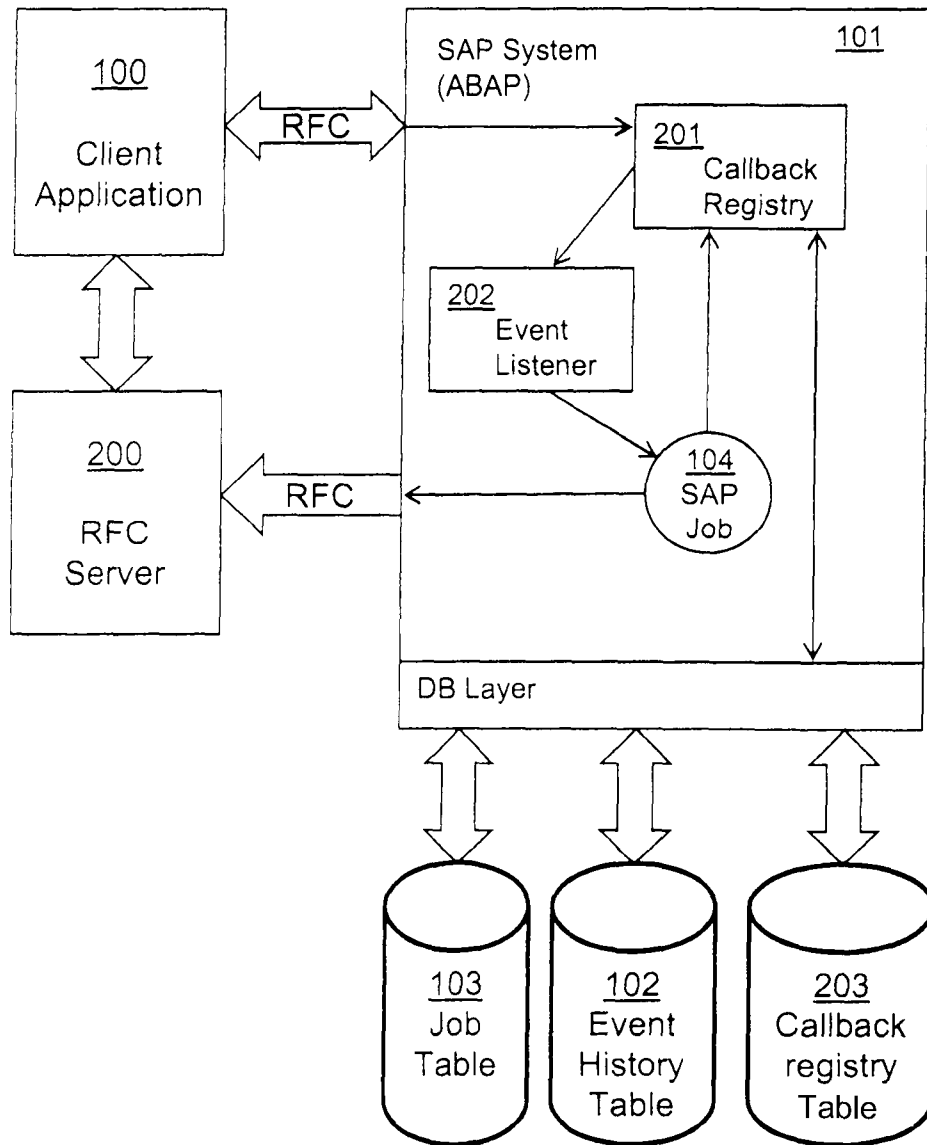 100
Client
Application
RFC
SAP System
(ABAP)
101
201
Callback
Registry
202
Event
Listener
104
SAP
Job
200
RFC
Server
RFC
DB Layer
103
Job
Table
102
Event
History
Table
203
Callback
registry
Table